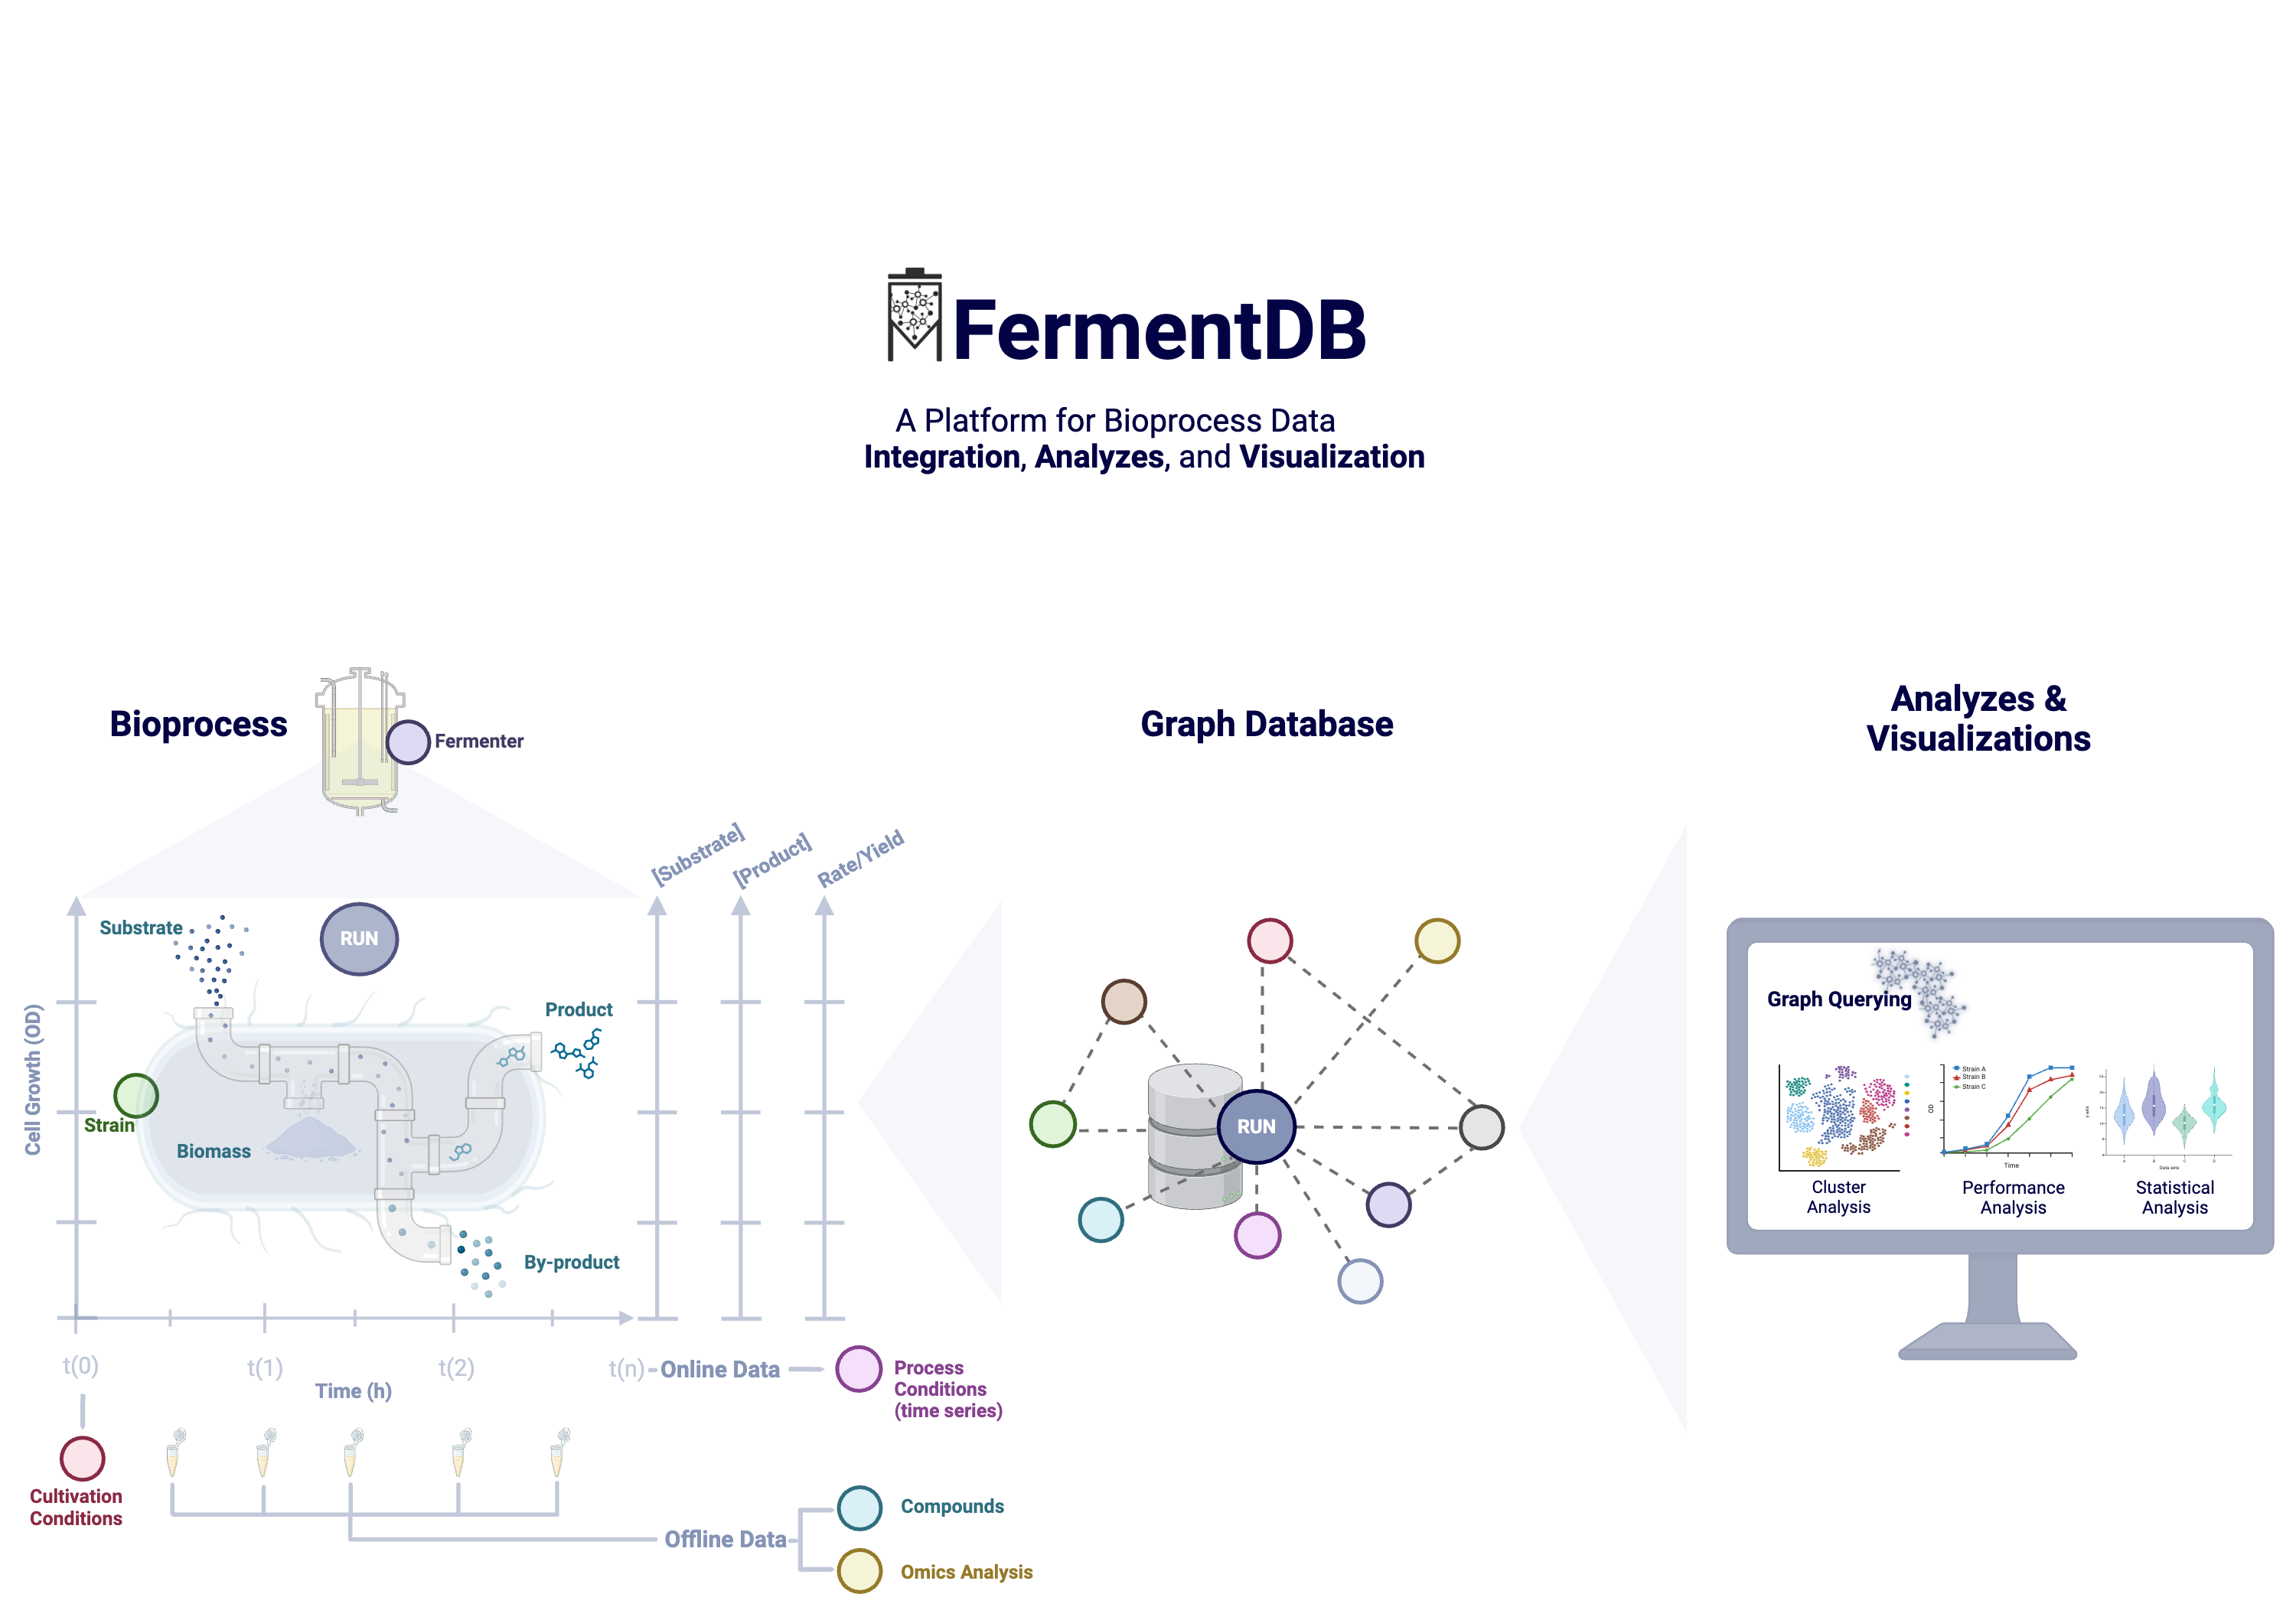 FermentDB
A Platform for Bioprocess Data
Integration, Analyzes, and Visualization
Bioprocess
Fermenter
[Substrate]
[Product]
Rate/Yield
Substrate
RUN
Product
Cell Growth (OD)
Strain
Biomass
By-product
t(0)
t(1)
t(2)
t(n)
Online Data
Time (h)
Process
Conditions
(time series)
Cultivation
Conditions
Offline Data
Compounds
Omics Analysis
Graph Database
RUN
Analyzes &
Visualizations
Graph Querying
Cluster
Analysis
Strain A
Strain B
Strain C
OD
Time
Performance
Analysis
Data sets
Statistical
Analysis